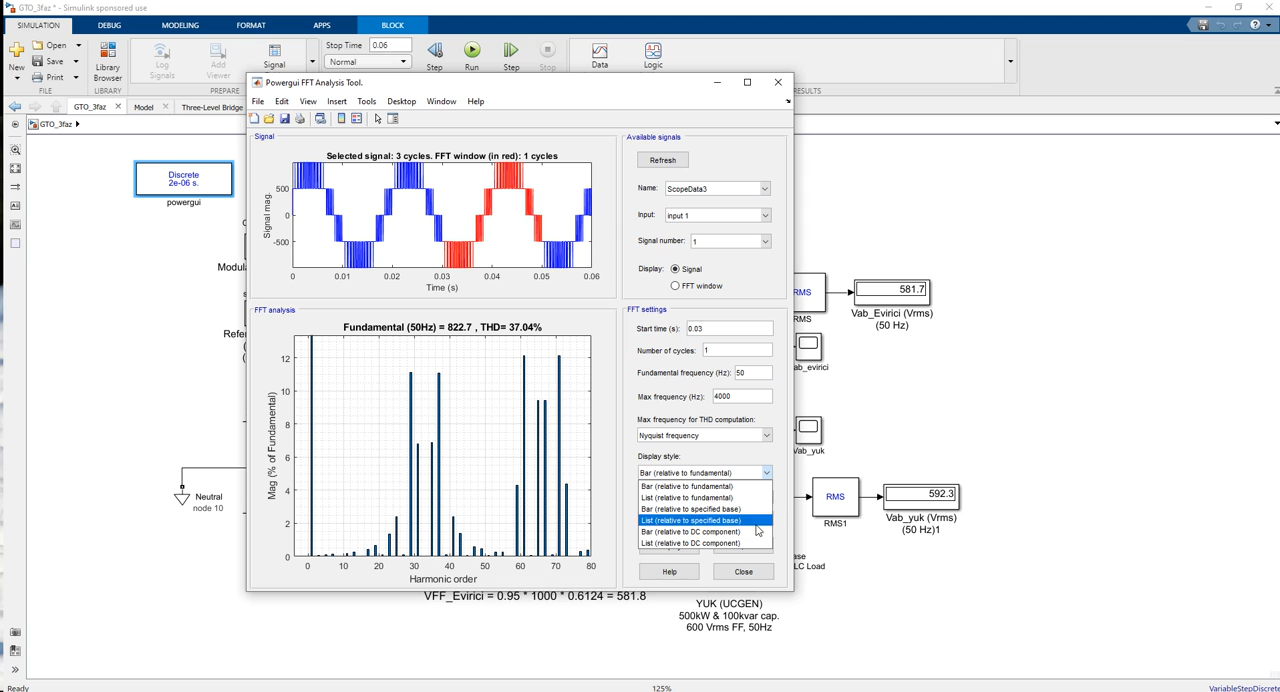 GTO_3faz * - Simulink sponsored use
SIMULATION DEBUG MODELING FORMAT APPS BLOCK
New Open Save Print
FILE
Library
Browser
LIBRARY
Log
Signals
Add
Viewer
Signal
PREPARE
Stop Time 0.06
Normal
Step
Run
Step
Stop
Data
Logic
RESULTS
GTO_3faz Model Three-Level Bridge
GTO_3faz
Discrete
2e-06 s.
powergui
Modula
Refer
Neutral
node 10
Powergui FFT Analysis Tool.
File Edit View Insert Tools Desktop Window Help
Signal
Selected signal: 3 cycles. FFT window (in red): 1 cycles
Signal mag.
500
0
-500
0 0.01 0.02 0.03 0.04 0.05 0.06
Time (s)
FFT analysis
Fundamental (50Hz) = 822.7 , THD= 37.04%
Mag (% of Fundamental)
12
10
8
6
4
2
0
0 10 20 30 40 50 60 70 80
Harmonic order
Available signals
Refresh
Name: ScopeData3
Input: input 1
Signal number: 1
Display: Signal
FFT window
FFT settings
Start time (s): 0.03
Number of cycles: 1
Fundamental frequency (Hz): 50
Max frequency (Hz): 4000
Max frequency for THD computation:
Nyquist frequency
Display style:
Bar (relative to fundamental)
Bar (relative to fundamental)
List (relative to fundamental)
Bar (relative to specified base)
List (relative to specified base)
Bar (relative to DC component)
List (relative to DC component)
Help Close
RMS
RMS
581.7
Vab_Evirici (Vrms)
(50 Hz)
ab_evirici
Vab_yuk
RMS
RMS1
592.3
Vab_yuk (Vrms)
(50 Hz)1
ase
LC Load
VFF_Evirici = 0.95 * 1000 * 0.6124 = 581.8
YUK (UCGEN)
500kW & 100kvar cap.
600 Vrms FF, 50Hz
Ready 125% VariableStepDiscrete